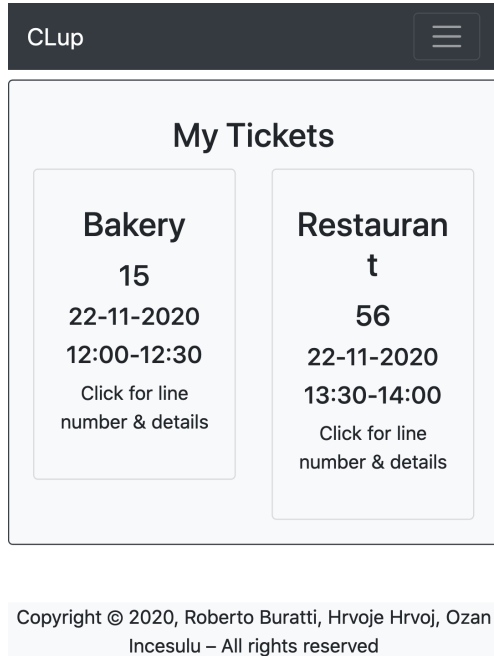 CLup
My Tickets
Bakery
15
22-11-2020
12:00-12:30
Click for line
number & details
Restauran
t
56
22-11-2020
13:30-14:00
Click for line
number & details
Copyright © 2020, Roberto Buratti, Hrvoje Hrvoj, Ozan
Incesulu – All rights reserved